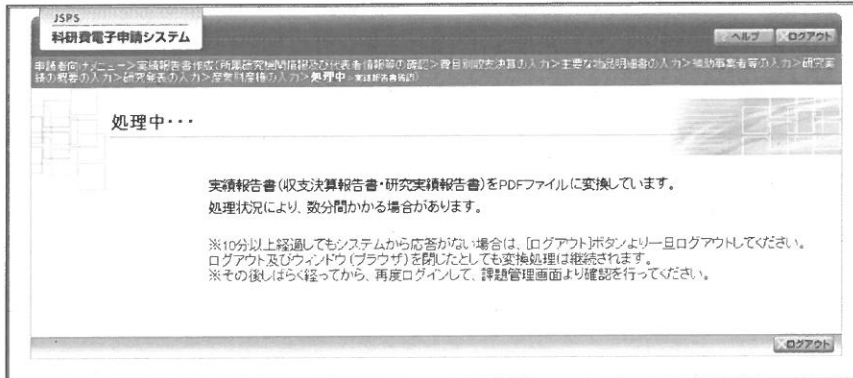 JSPS
科研費電子申請システム
ヘルプ ログアウト
申請者向けメニュー>実績報告書作成(所属研究機関情報及び代表者情報等の確認>費目別収支決算の入力>主要な物品明細書の入力>補助事業者等の入力>研究実
績の概要の入力>研究発表の入力>産業財産権の入力>処理中>実績報告書確認)
処理中・・・
実績報告書(収支決算報告書・研究実績報告書)をPDFファイルに変換しています。
処理状況により、数分間かかる場合があります。
※10分以上経過してもシステムから応答がない場合は、[ログアウト]ボタンより一旦ログアウトしてください。
ログアウト及びウィンドウ(ブラウザ)を閉じたとしても変換処理は継続されます。
※その後しばらく経ってから、再度ログインして、課題管理画面より確認を行ってください。
ログアウト